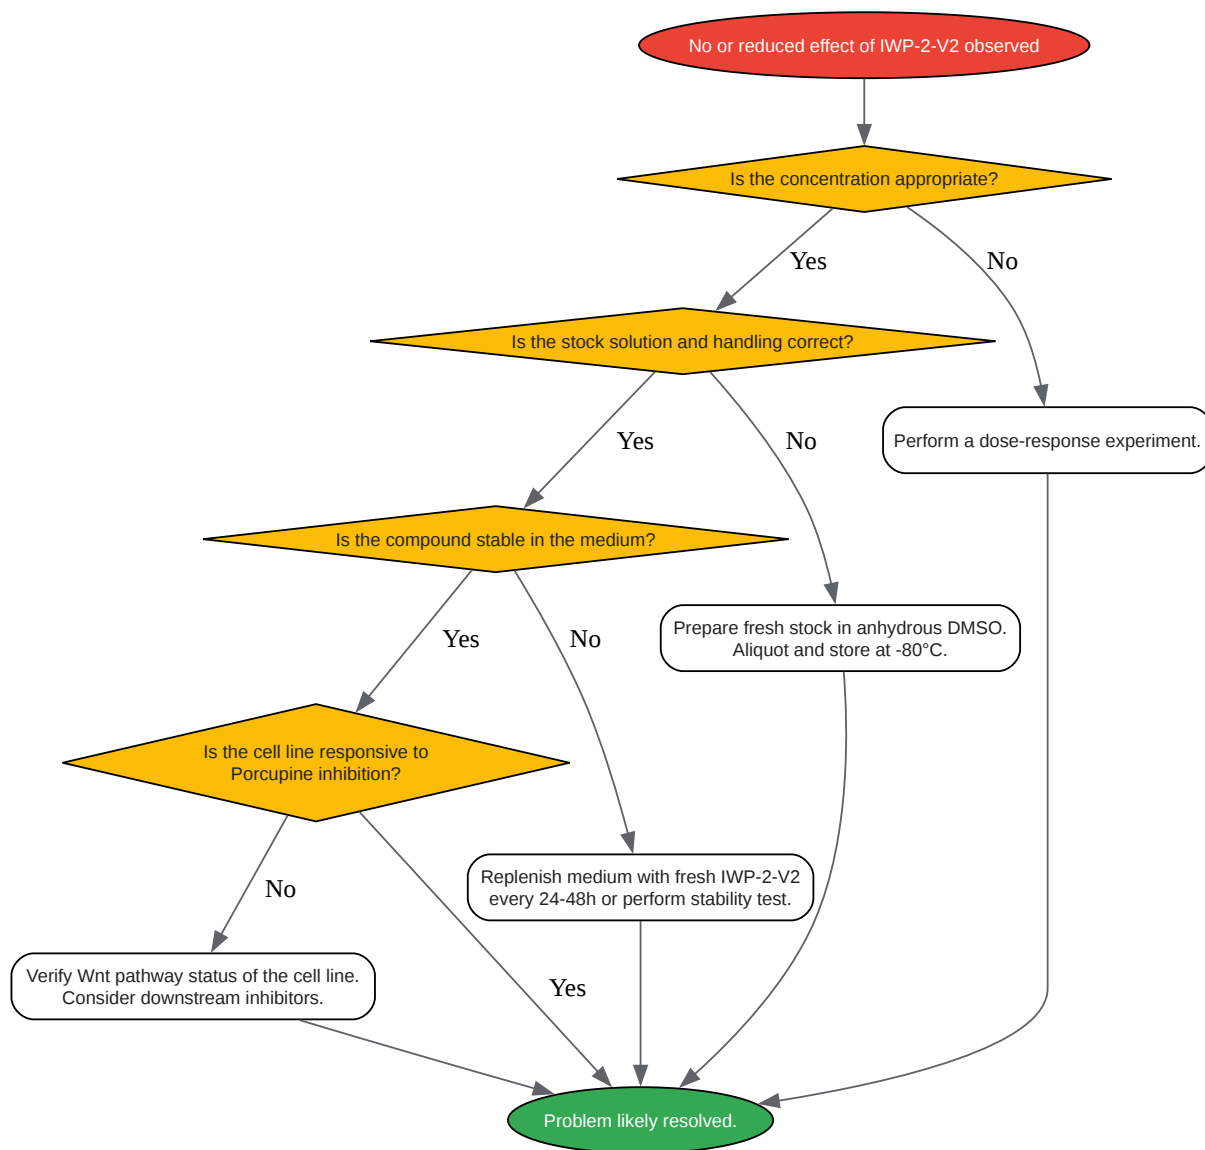 No or reduced effect of IWP-2-V2 observed
Is the concentration appropriate?
Yes
No
Is the stock solution and handling correct?
Perform a dose-response experiment.
Yes
No
Is the compound stable in the medium?
Prepare fresh stock in anhydrous DMSO.
Aliquot and store at -80°C.
Yes
No
Is the cell line responsive to
Porcupine inhibition?
Replenish medium with fresh IWP-2-V2
every 24-48h or perform stability test.
No
Yes
Verify Wnt pathway status of the cell line.
Consider downstream inhibitors.
Problem likely resolved.